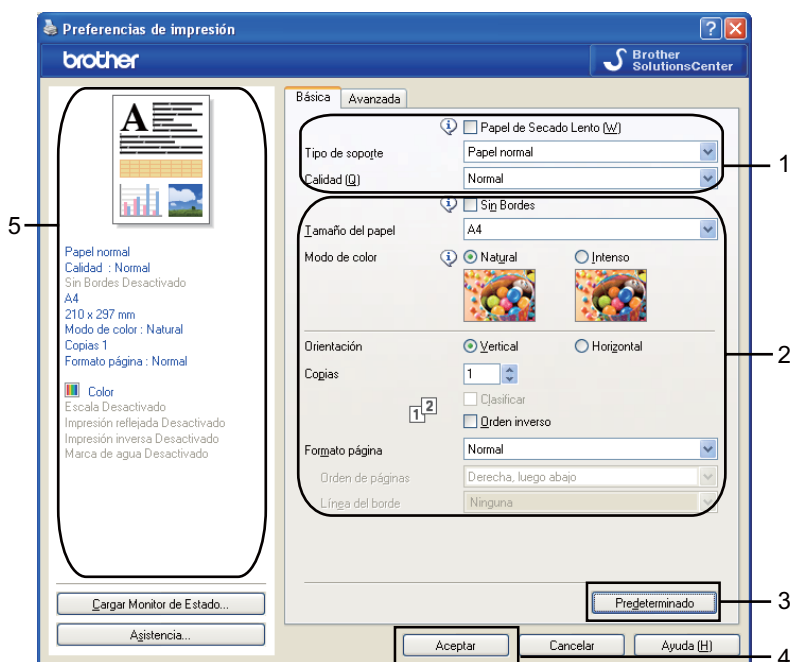 Preferencias de impresión
brother
Brother
SolutionsCenter
Básica
Avanzada
Papel de Secado Lento (W)
Tipo de soporte
Papel normal
Calidad (Q)
Normal
1
Sin Bordes
Tamaño del papel
A4
Modo de color
Natural
Intenso
Orientación
Vertical
Horizontal
Copias
1
Clasificar
1 2
Orden inverso
Formato página
Normal
Orden de páginas
Derecha, luego abajo
Línea del borde
Ninguna
2
Predeterminado
3
Aceptar
Cancelar
Ayuda (H)
4
5
A
Papel normal
Calidad : Normal
Sin Bordes Desactivado
A4
210 x 297 mm
Modo de color : Natural
Copias 1
Formato página : Normal
Color
Escala Desactivado
Impresión reflejada Desactivado
Impresión inversa Desactivado
Marca de agua Desactivado
Cargar Monitor de Estado...
Asistencia...